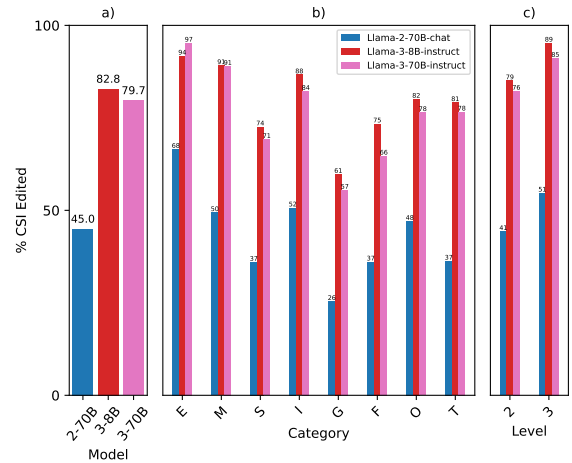 a)
b)
c)
% CSI Edited
100
50
0
45.0
82.8
79.7
2-70B
3-8B
3-70B
Model
Llama-2-70B-chat
Llama-3-8B-instruct
Llama-3-70B-instruct
68 94 97
50 91 91
37 74 71
52 88 84
26 61 57
37 75 66
48 82 78
37 81 78
E M S I G F O T
Category
41 79 76
51 89 85
2 3
Level